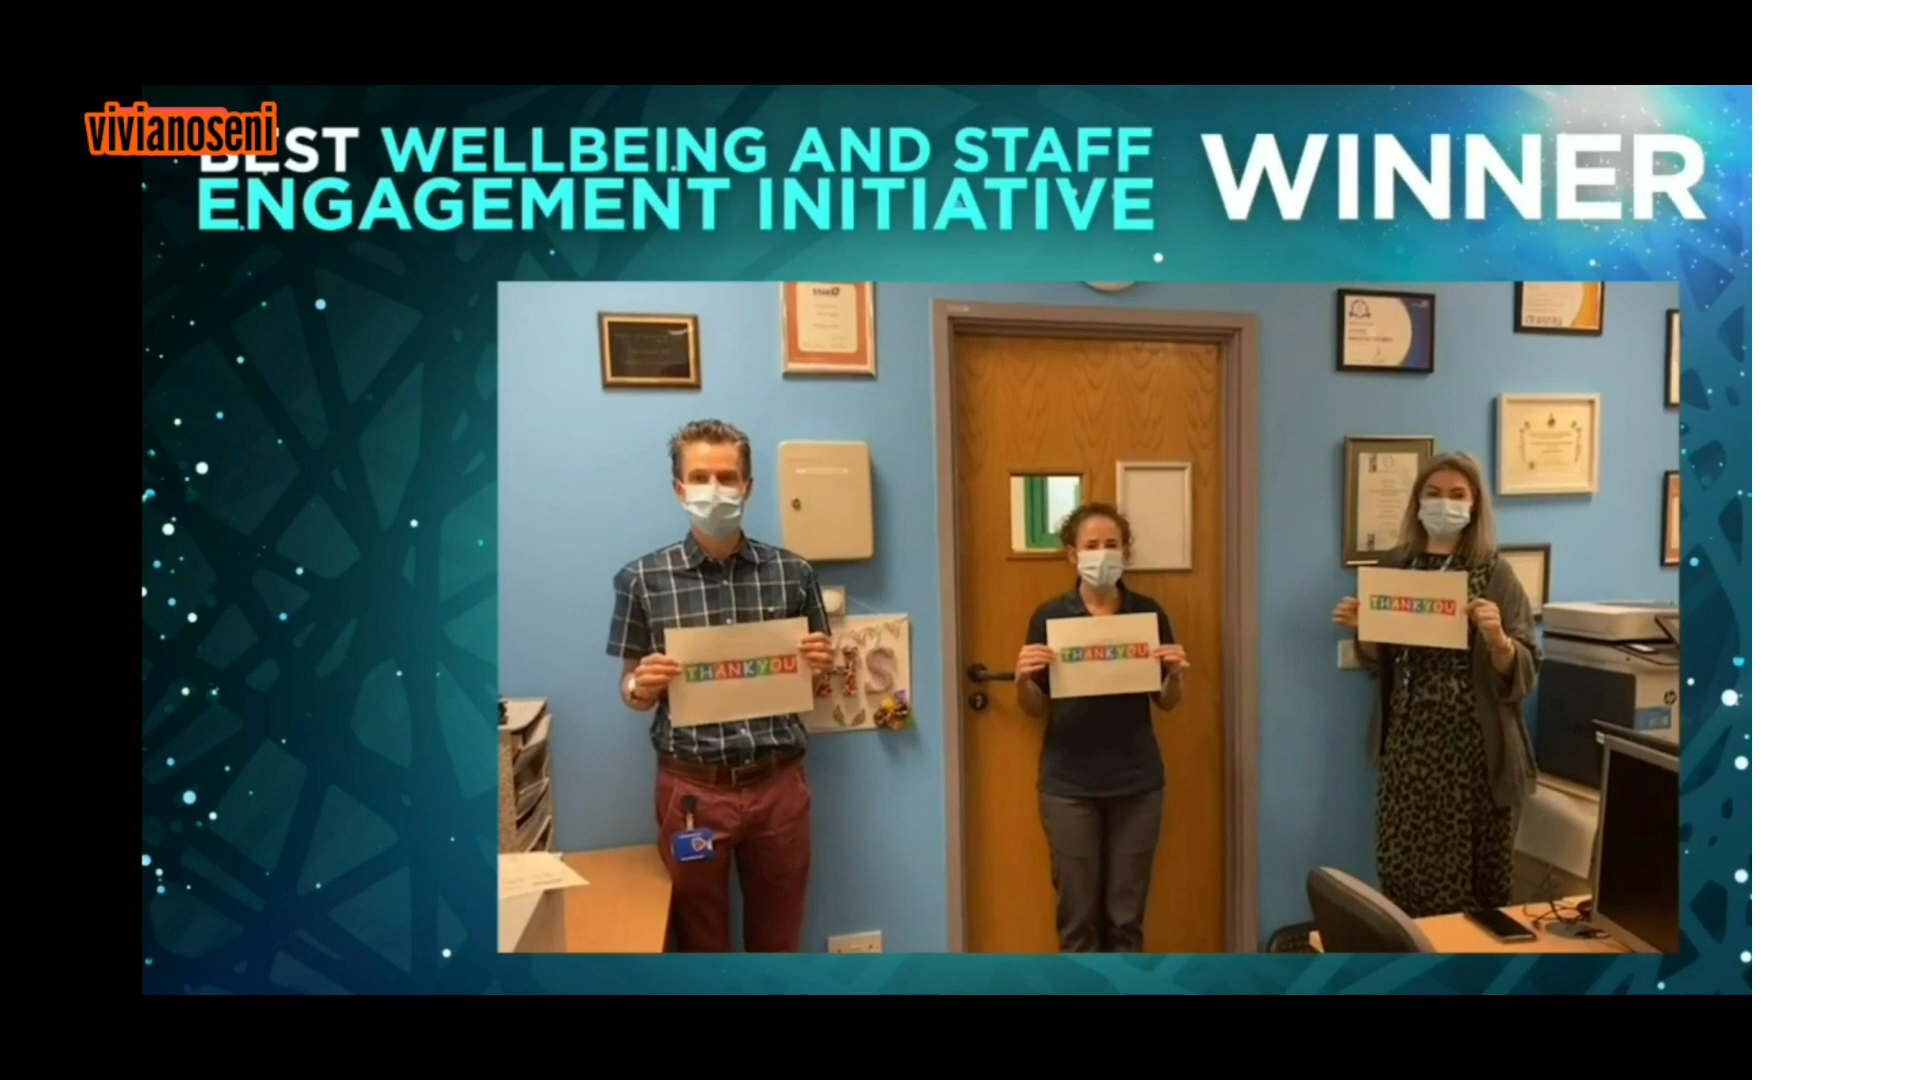 vivianoseni
BEST WELLBEING AND STAFF
ENGAGEMENT INITIATIVE
WINNER
THANKYOU
THANKYOU
THANKYOU